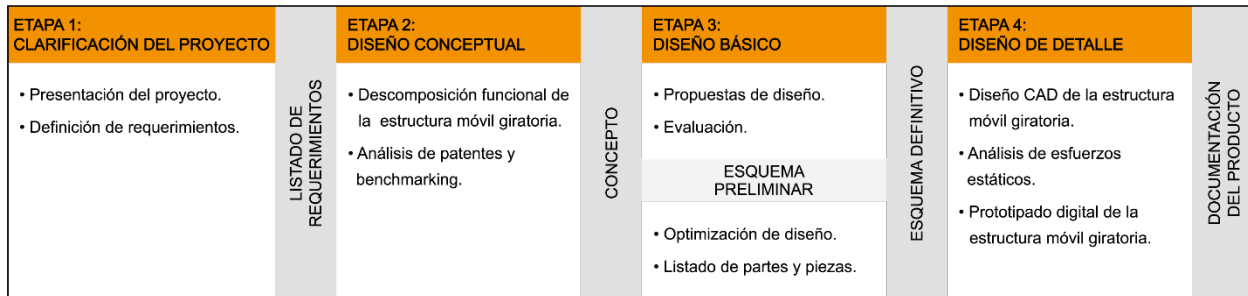 ETAPA 1:
CLARIFICACIÓN DEL PROYECTO
• Presentación del proyecto.
• Definición de requerimientos.
LISTADO DE
REQUERIMIENTOS
ETAPA 2:
DISEÑO CONCEPTUAL
• Descomposición funcional de
la estructura móvil giratoria.
• Análisis de patentes y
benchmarking.
CONCEPTO
ETAPA 3:
DISEÑO BÁSICO
• Propuestas de diseño.
• Evaluación.
ESQUEMA
PRELIMINAR
• Optimización de diseño.
• Listado de partes y piezas.
ESQUEMA DEFINITIVO
ETAPA 4:
DISEÑO DE DETALLE
• Diseño CAD de la estructura
móvil giratoria.
• Análisis de esfuerzos
estáticos.
• Prototipado digital de la
estructura móvil giratoria.
DOCUMENTACIÓN
DEL PRODUCTO